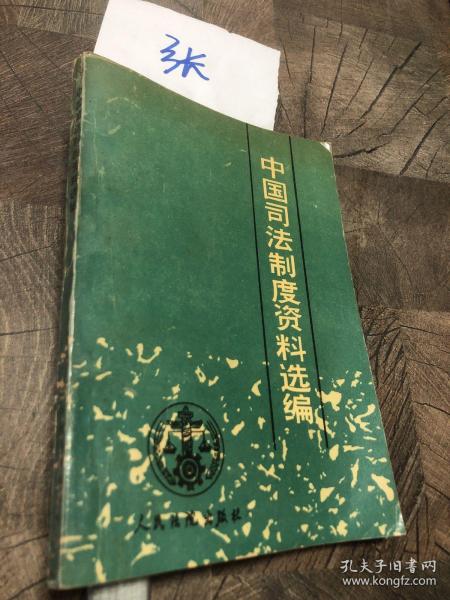 张
中国司法制度资料选编
人民法院出版社
孔夫子旧书网
www.kongfz.com